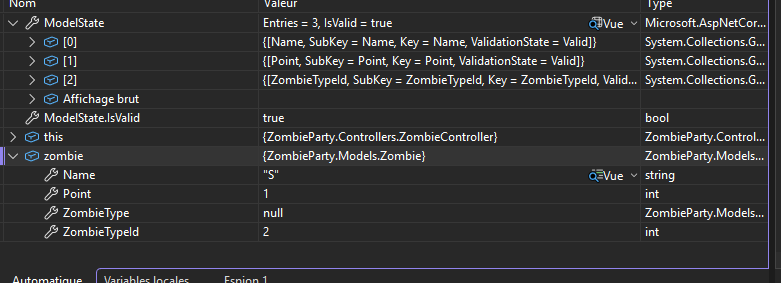 Nom Valeur Type
ModelState Entries = 3, IsValid = true Vue Microsoft.AspNetCor...
[0] {[Name, SubKey = Name, Key = Name, ValidationState = Valid]} System.Collections.G...
[1] {[Point, SubKey = Point, Key = Point, ValidationState = Valid]} System.Collections.G...
[2] {[ZombieTypeId, SubKey = ZombieTypeId, Key = ZombieTypeId, Valid... System.Collections.G...
Affichage brut
ModelState.IsValid true bool
this {ZombieParty.Controllers.ZombieController} ZombieParty.Control...
zombie {ZombieParty.Models.Zombie} ZombieParty.Models...
Name "S" Vue string
Point 1 int
ZombieType null ZombieParty.Models...
ZombieTypeId 2 int
Automatique Variables locales Espion 1